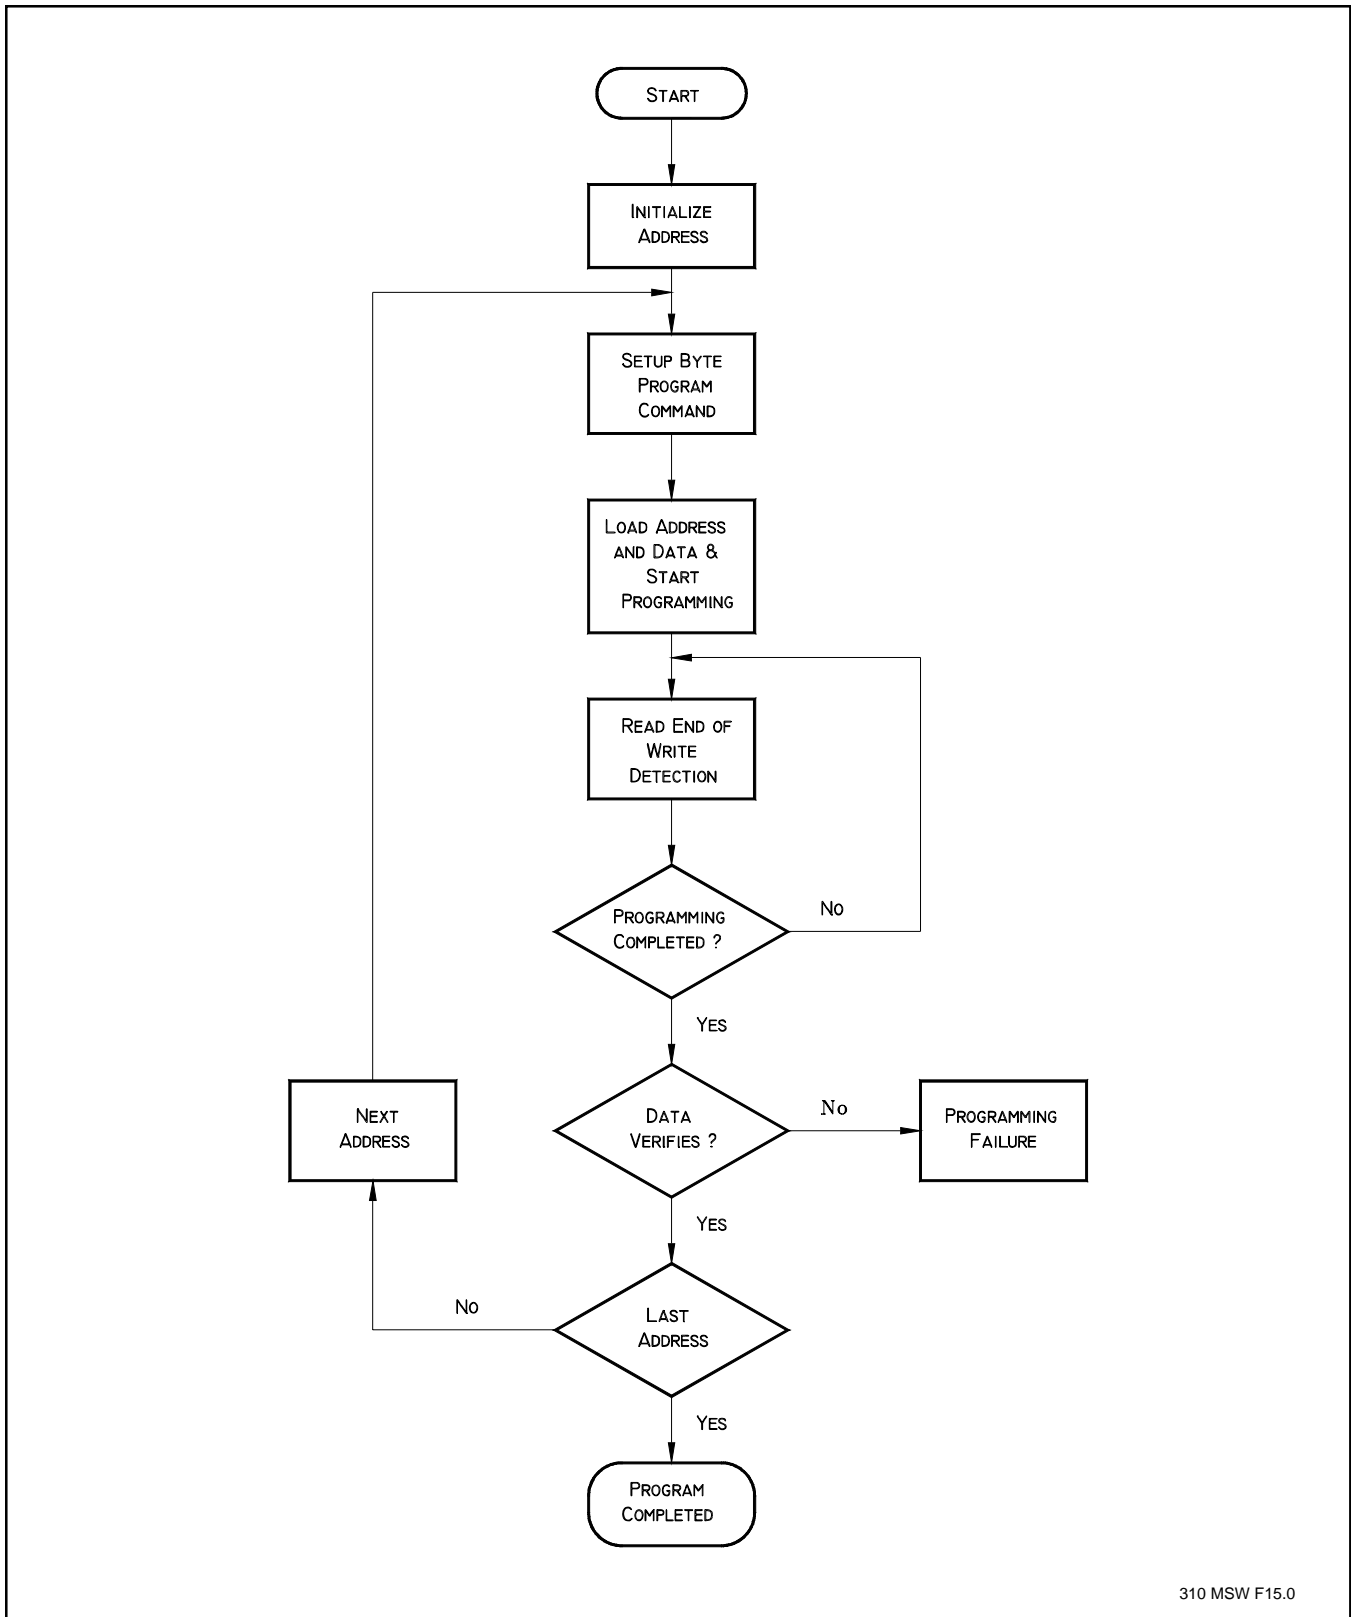 START
INITIALIZE
ADDRESS
SETUP BYTE
PROGRAM
COMMAND
LOAD ADDRESS
AND DATA &
START
PROGRAMMING
READ END OF
WRITE
DETECTION
PROGRAMMING
COMPLETED ?
NO
YES
NEXT
ADDRESS
DATA
VERIFIES ?
No
PROGRAMMING
FAILURE
YES
LAST
ADDRESS
NO
YES
PROGRAM
COMPLETED
310 MSW F15.0